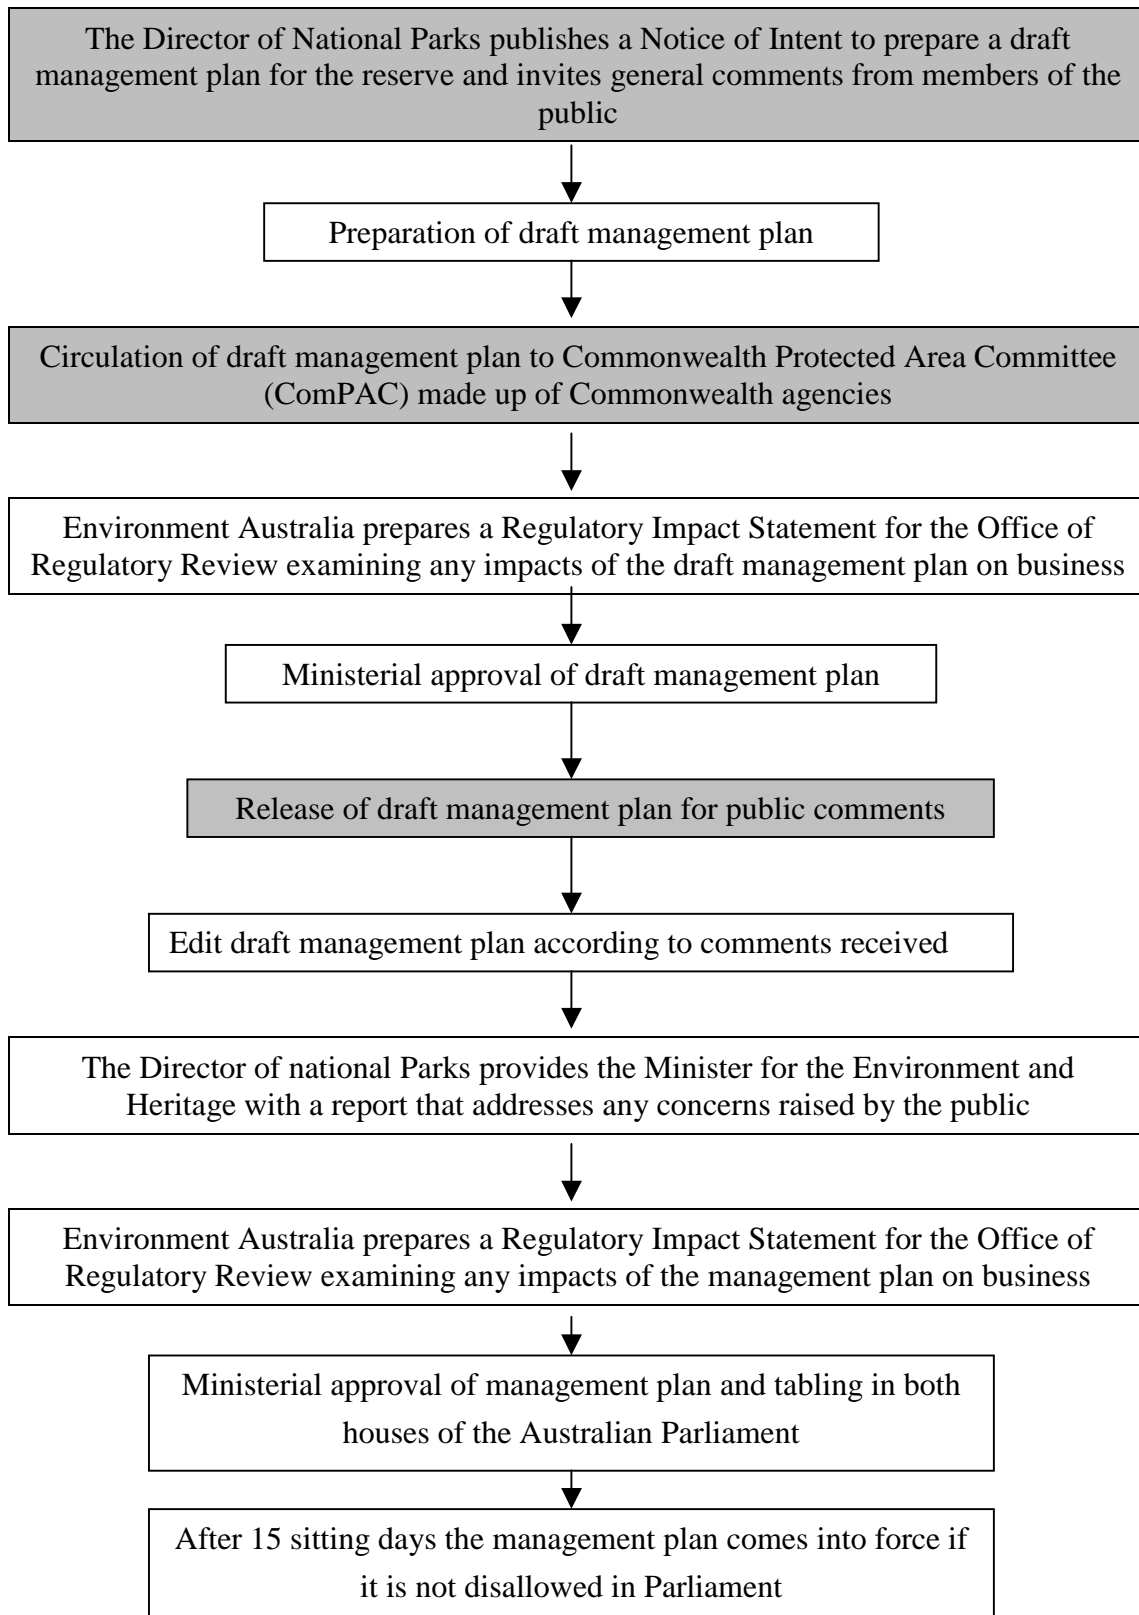 The Director of National Parks publishes a Notice of Intent to prepare a draft
management plan for the reserve and invites general comments from members of the
public
Preparation of draft management plan
Circulation of draft management plan to Commonwealth Protected Area Committee
(ComPAC) made up of Commonwealth agencies
Environment Australia prepares a Regulatory Impact Statement for the Office of
Regulatory Review examining any impacts of the draft management plan on business
Ministerial approval of draft management plan
Release of draft management plan for public comments
Edit draft management plan according to comments received
The Director of national Parks provides the Minister for the Environment and
Heritage with a report that addresses any concerns raised by the public
Environment Australia prepares a Regulatory Impact Statement for the Office of
Regulatory Review examining any impacts of the management plan on business
Ministerial approval of management plan and tabling in both
houses of the Australian Parliament
After 15 sitting days the management plan comes into force if
it is not disallowed in Parliament